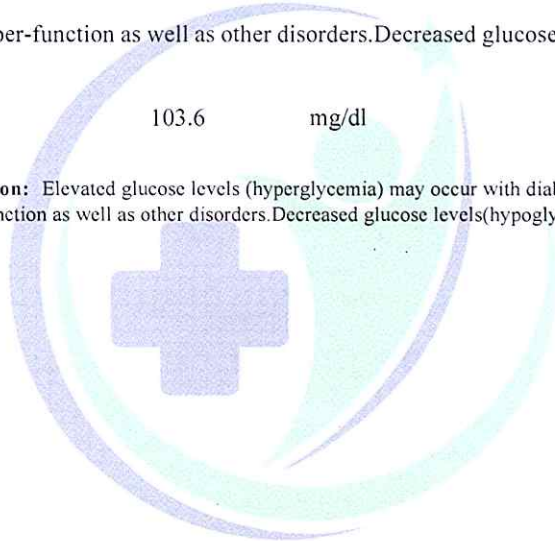 per-function as well as other disorders.Decreased glucose
103.6 mg/dl
on: Elevated glucose levels (hyperglycemia) may occur with diab
nction as well as other disorders.Decreased glucose levels(hypogly